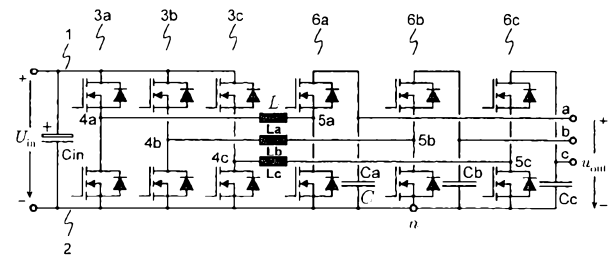 3a 3b 3c 6a 6b 6c
1
+ +
L
4a La 5a a
+
U_in + Cin 4b Lb 5b b
4c Lc 5c c
Ca Cb u_out
C Cc
- n -
2